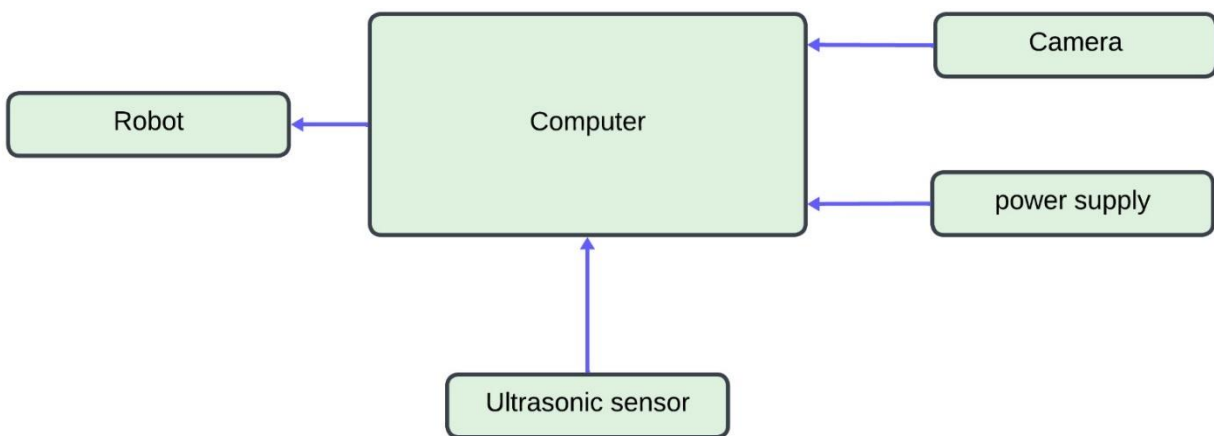 Camera
Robot
Computer
power supply
Ultrasonic sensor